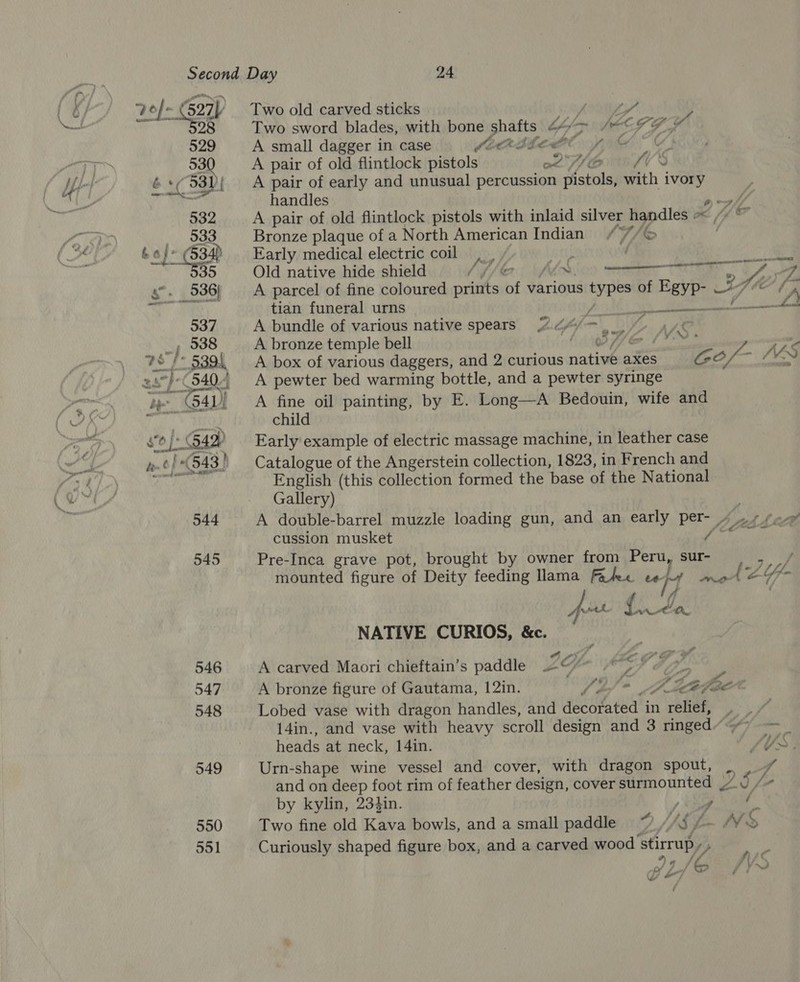 Second Day 24
527 Two old carved sticks
528 Two sword blades, with bone shafts
529 A small dagger in case
530 A pair of old flintlock pistols
531 A pair of early and unusual percussion pistols, with ivory
handles
532 A pair of old flintlock pistols with inlaid silver handles
533 Bronze plaque of a North American Indian
534 Early medical electric coil
535 Old native hide shield
536 A parcel of fine coloured prints of various types of Egyp-
tian funeral urns
537 A bundle of various native spears
538 A bronze temple bell
539 A box of various daggers, and 2 curious native axes
540 A pewter bed warming bottle, and a pewter syringe
541 A fine oil painting, by E. Long—A Bedouin, wife and
child
542 Early example of electric massage machine, in leather case
543 Catalogue of the Angerstein collection, 1823, in French and
English (this collection formed the base of the National
Gallery)
544 A double-barrel muzzle loading gun, and an early per-
cussion musket
545 Pre-Inca grave pot, brought by owner from Peru, sur-
mounted figure of Deity feeding llama
NATIVE CURIOS, &c.
546 A carved Maori chieftain's paddle
547 A bronze figure of Gautama, 12in.
548 Lobed vase with dragon handles, and decorated in relief,
14in., and vase with heavy scroll design and 3 ringed
heads at neck, 14in.
549 Urn-shape wine vessel and cover, with dragon spout,
and on deep foot rim of feather design, cover surmounted
by kylin, 23½in.
550 Two fine old Kava bowls, and a small paddle
551 Curiously shaped figure box, and a carved wood stirrup